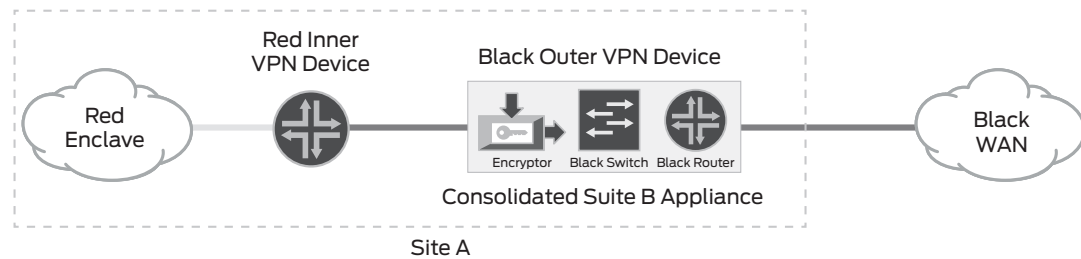 Red Inner
VPN Device
Black Outer VPN Device
Red
Enclave
Encryptor
Black Switch
Black Router
Black
WAN
Consolidated Suite B Appliance
Site A